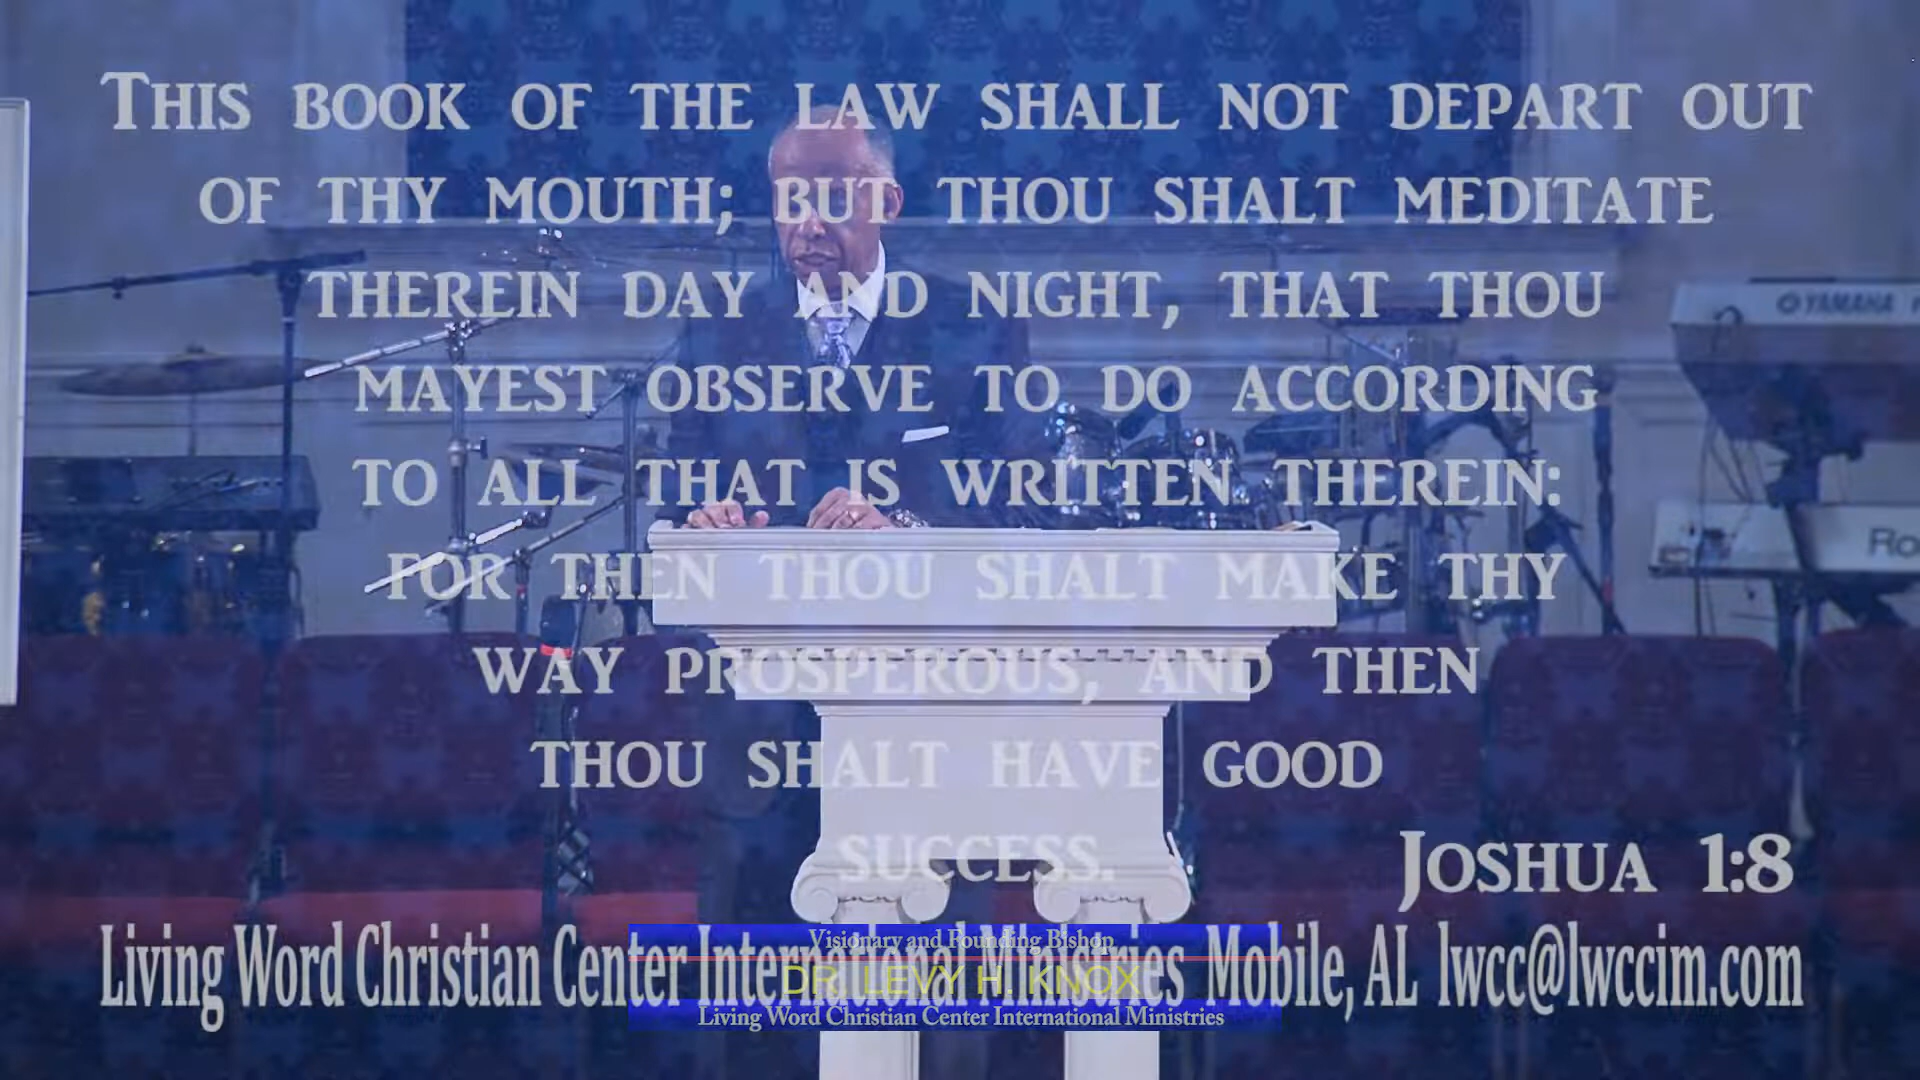 THIS BOOK OF THE LAW SHALL NOT DEPART OUT
OF THY MOUTH; BUT THOU SHALT MEDITATE
THEREIN DAY AND NIGHT, THAT THOU
MAYEST OBSERVE TO DO ACCORDING
TO ALL THAT IS WRITTEN THEREIN:
FOR THEN THOU SHALT MAKE THY
WAY PROSPEROUS, AND THEN
THOU SHALT HAVE GOOD
SUCCESS.
JOSHUA 1:8
YAMAHA
Living Word Christian Center International Ministries Mobile, AL lwcc@lwccim.com
Visionary and Founding Bishop
DR. LEVY H. KNOX
Living Word Christian Center International Ministries